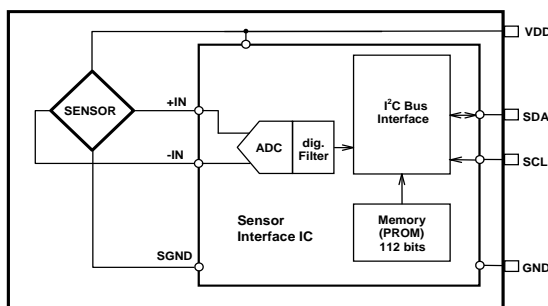 VDD
SENSOR
+IN
-IN
ADC
dig.
Filter
I²C Bus
Interface
SDA
SCL
Memory
(PROM)
112 bits
Sensor
Interface IC
SGND
GND